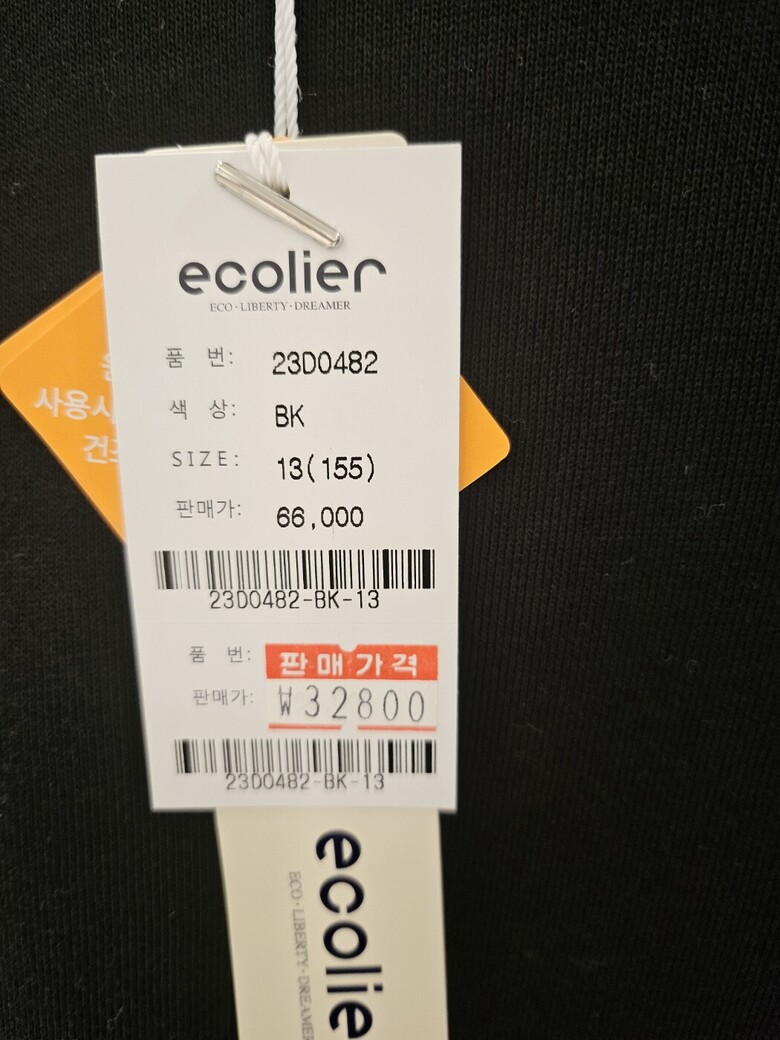 ecolier
ECO·LIBERTY·DREAMER
품 번: 23D0482
색 상: BK
SIZE: 13(155)
판매가: 66,000
23D0482-BK-13
품 번: 판매가격
판매가: ₩32800
23D0482-BK-13
사용시
ecolie
ECO·LIBERTY·DREAMER